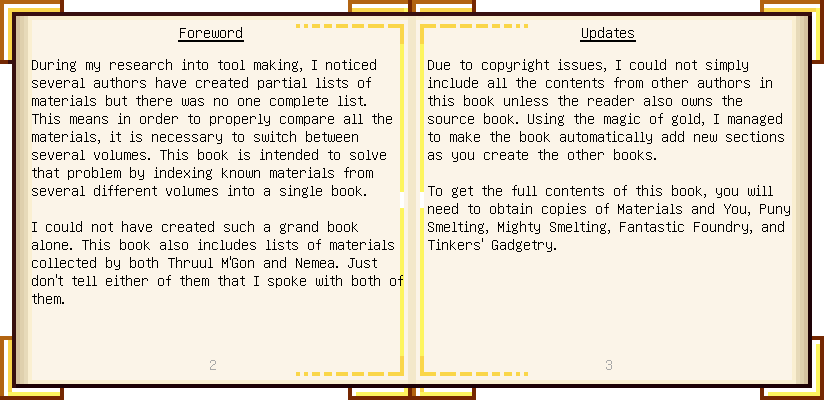 Foreword
During my research into tool making, I noticed
several authors have created partial lists of
materials but there was no one complete list.
This means in order to properly compare all the
materials, it is necessary to switch between
several volumes. This book is intended to solve
that problem by indexing known materials from
several different volumes into a single book.
I could not have created such a grand book
alone. This book also includes lists of materials
collected by both Thruul M'Gon and Nemea. Just
don't tell either of them that I spoke with both of
them.
2
Updates
Due to copyright issues, I could not simply
include all the contents from other authors in
this book unless the reader also owns the
source book. Using the magic of gold, I managed
to make the book automatically add new sections
as you create the other books.
To get the full contents of this book, you will
need to obtain copies of Materials and You, Puny
Smelting, Mighty Smelting, Fantastic Foundry, and
Tinkers' Gadgetry.
3